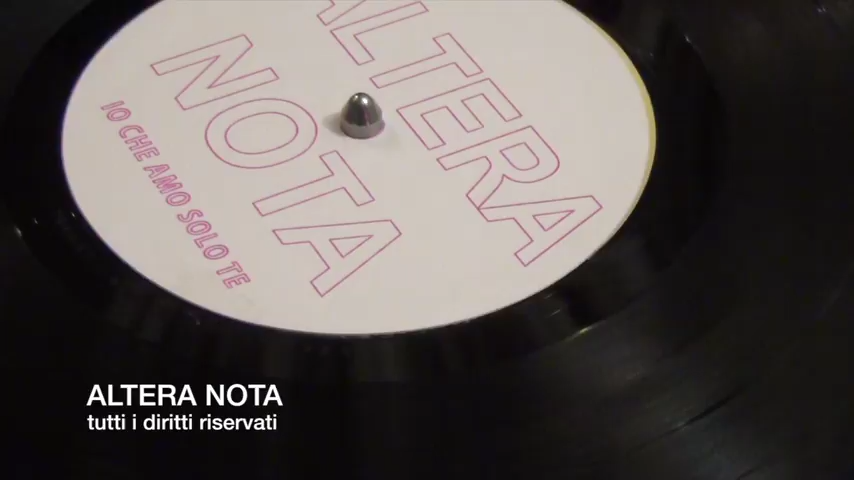 ALTERA
NOTA
IO CHE AMO SOLO TE
ALTERA NOTA
tutti i diritti riservati